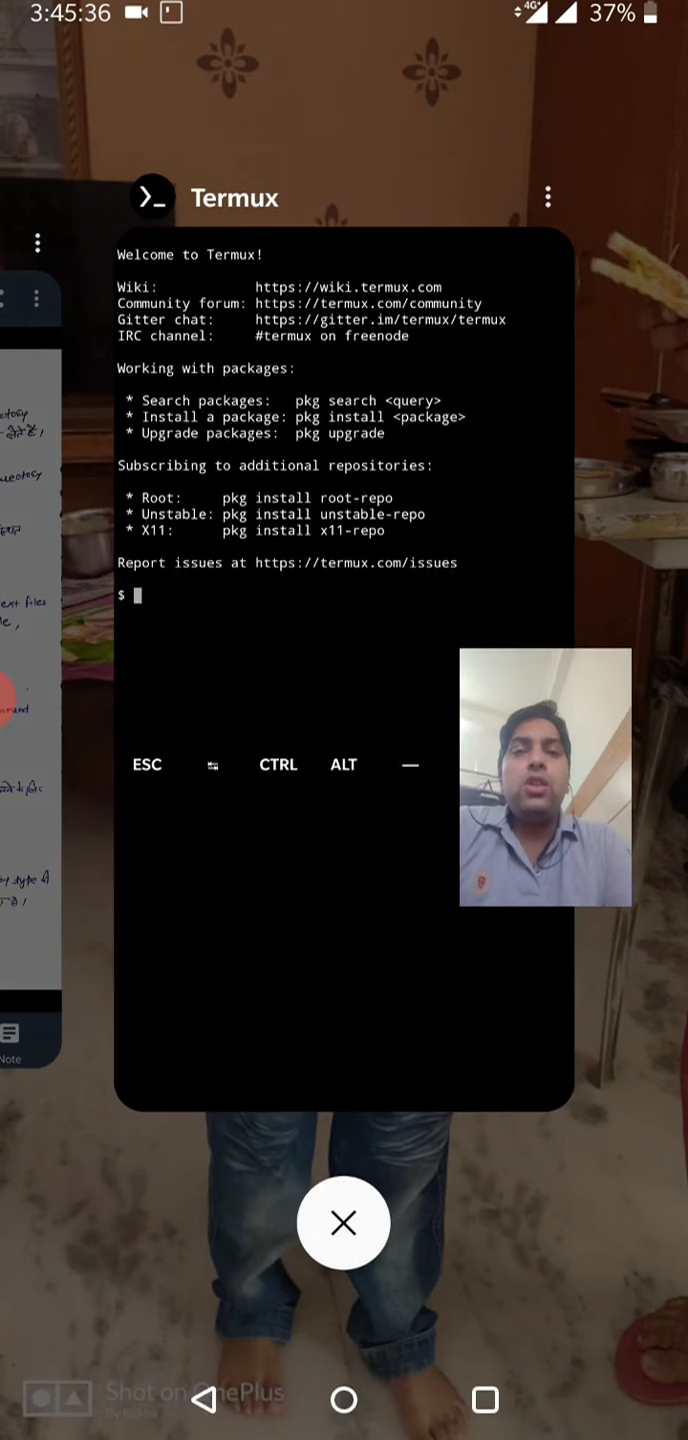 3:45:36
4G+
37%
Termux
Welcome to Termux!
Wiki: https://wiki.termux.com
Community forum: https://termux.com/community
Gitter chat: https://gitter.im/termux/termux
IRC channel: #termux on freenode
Working with packages:
* Search packages: pkg search <query>
* Install a package: pkg install <package>
* Upgrade packages: pkg upgrade
Subscribing to additional repositories:
* Root: pkg install root-repo
* Unstable: pkg install unstable-repo
* X11: pkg install x11-repo
Report issues at https://termux.com/issues
$
ext files
ESC CTRL ALT —
Note
Shot on OnePlus